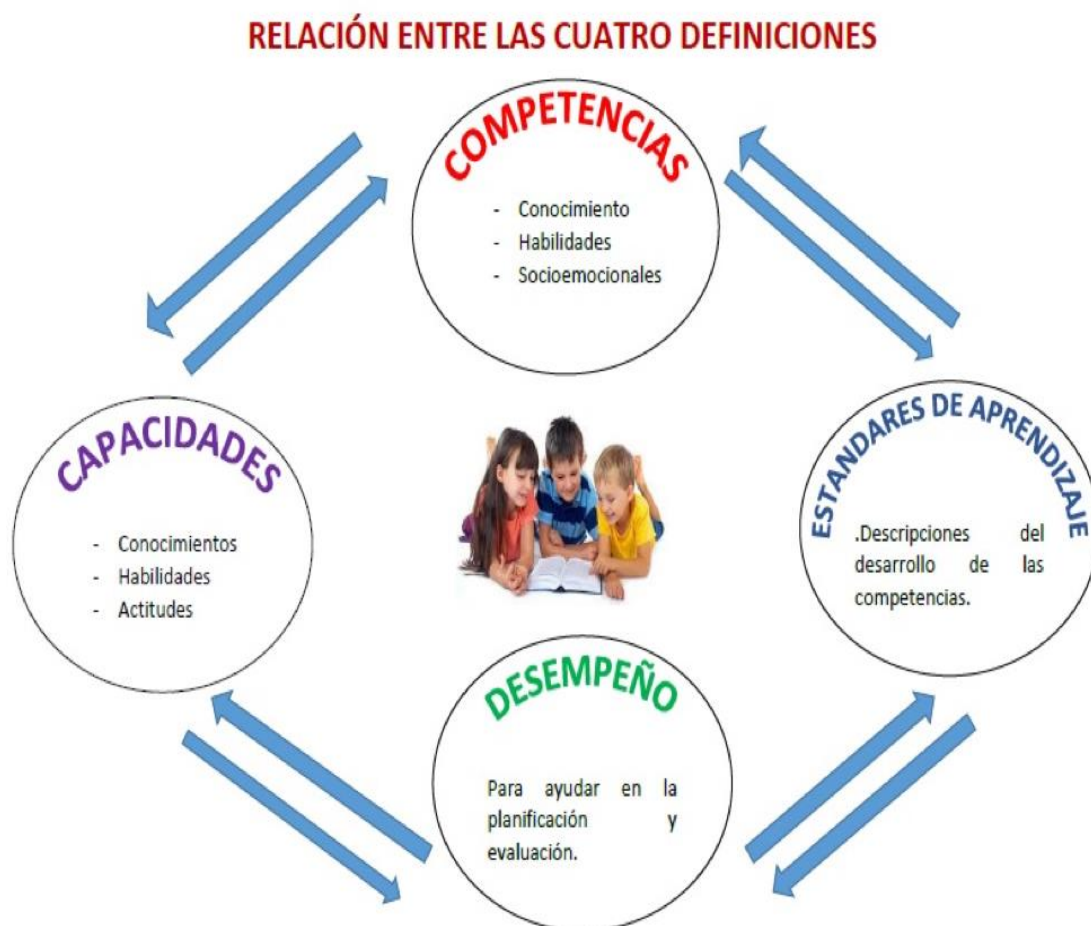 RELACIÓN ENTRE LAS CUATRO DEFINICIONES
COMPETENCIAS
- Conocimiento
- Habilidades
- Socioemocionales
CAPACIDADES
- Conocimientos
- Habilidades
- Actitudes
ESTANDARES DE APRENDIZAJE
.Descripciones del
desarrollo de las
competencias.
DESEMPEÑO
Para ayudar en la
planificación y
evaluación.